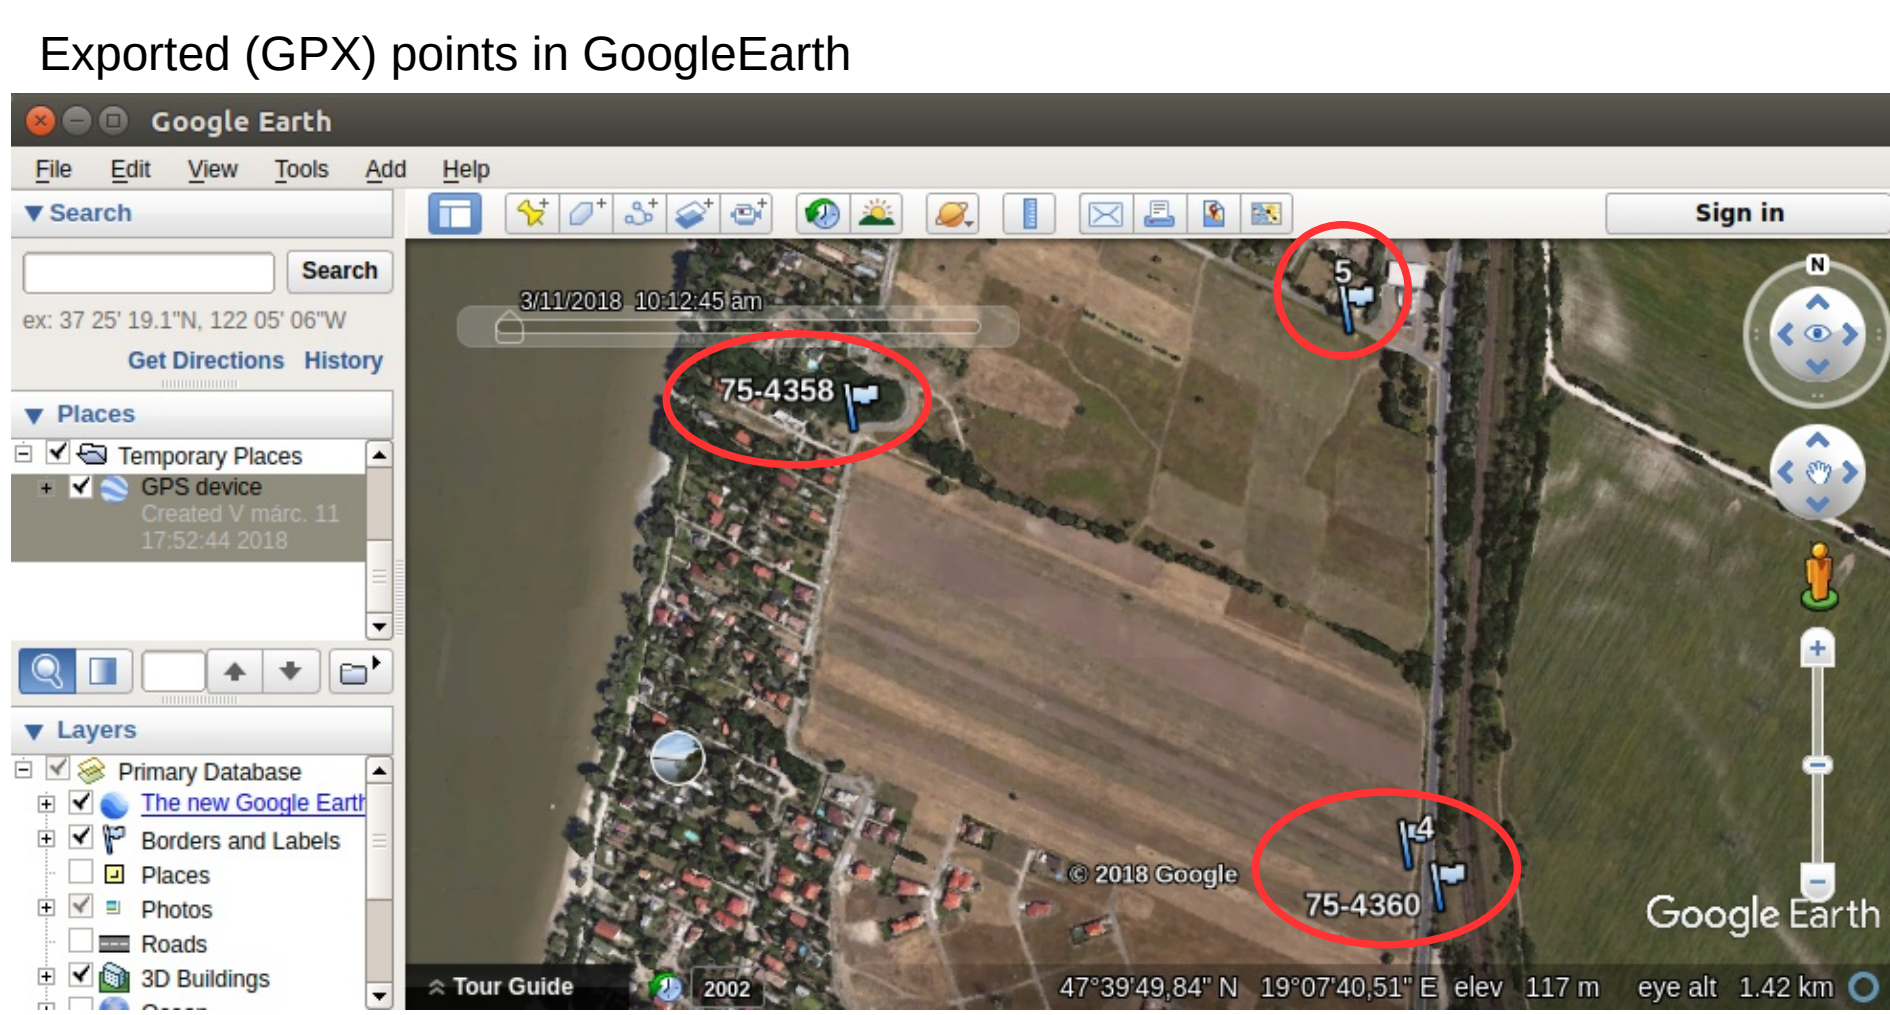 Exported (GPX) points in GoogleEarth
Google Earth
File Edit View Tools Add Help
Search
Sign in
Search
ex: 37 25' 19.1"N, 122 05' 06"W
Get Directions History
Places
Temporary Places
GPS device
Created V márc. 11
17:52:44 2018
Layers
Primary Database
The new Google Earth
Borders and Labels
Places
Photos
Roads
3D Buildings
Ocean
3/11/2018 10:12:45 am
5
N
75-4358
4
© 2018 Google
75-4360
Google Earth
Tour Guide
2002
47°39'49,84" N 19°07'40,51" E elev 117 m eye alt 1.42 km